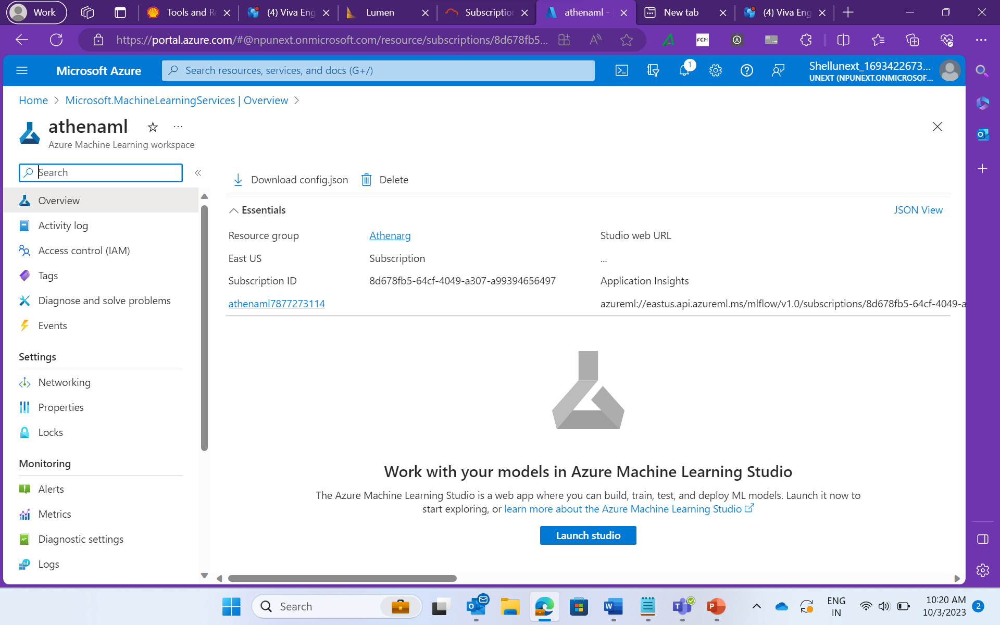 Work
Tools and Re
(4) Viva Eng
Lumen
Subscription
athenaml -
New tab
(4) Viva Eng
https://portal.azure.com/#@npunext.onmicrosoft.com/resource/subscriptions/8d678fb5...
FCM
Microsoft Azure
Search resources, services, and docs (G+/)
1
Shellunext_1693422673...
UNEXT (NPUNEXT.ONMICROSOF...
Home > Microsoft.MachineLearningServices | Overview >
athenaml
...
Azure Machine Learning workspace
Search
«
Download config.json
Delete
Overview
Activity log
Access control (IAM)
Tags
Diagnose and solve problems
Events
Settings
Networking
Properties
Locks
Monitoring
Alerts
Metrics
Diagnostic settings
Logs
Essentials
JSON View
Resource group
Athenarg
Studio web URL
East US
Subscription
...
Subscription ID
8d678fb5-64cf-4049-a307-a99394656497
Application Insights
athenaml7877273114
azureml://eastus.api.azureml.ms/mlflow/v1.0/subscriptions/8d678fb5-64cf-4049-a
Work with your models in Azure Machine Learning Studio
The Azure Machine Learning Studio is a web app where you can build, train, test, and deploy ML models. Launch it now to
start exploring, or learn more about the Azure Machine Learning Studio
Launch studio
Search
ENG
IN
10:20 AM
10/3/2023
2